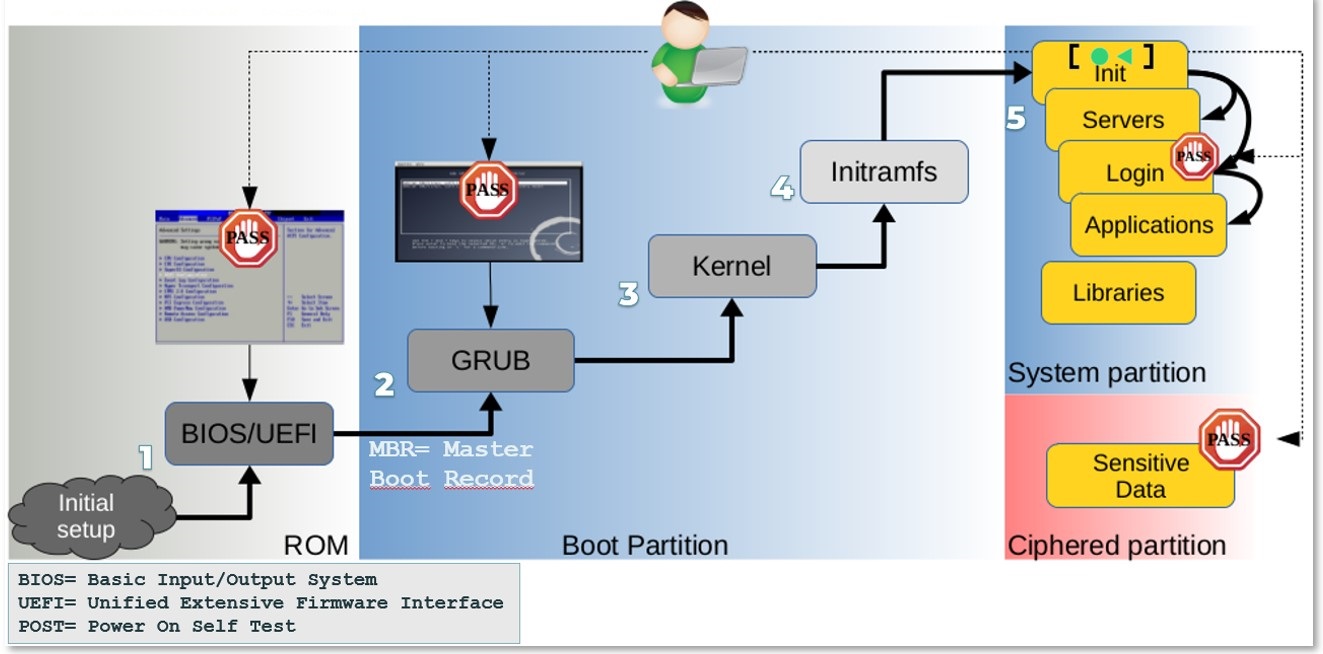 [ ● ◄ ]
Init
5
Servers
PASS
Login
Applications
Libraries
System partition
PASS
Sensitive
Data
Ciphered partition
4
Initramfs
3
Kernel
PASS
2
GRUB
MBR= Master
Boot Record
Boot Partition
PASS
Advanced Settings
1
BIOS/UEFI
Initial
setup
ROM
BIOS= Basic Input/Output System
UEFI= Unified Extensive Firmware Interface
POST= Power On Self Test